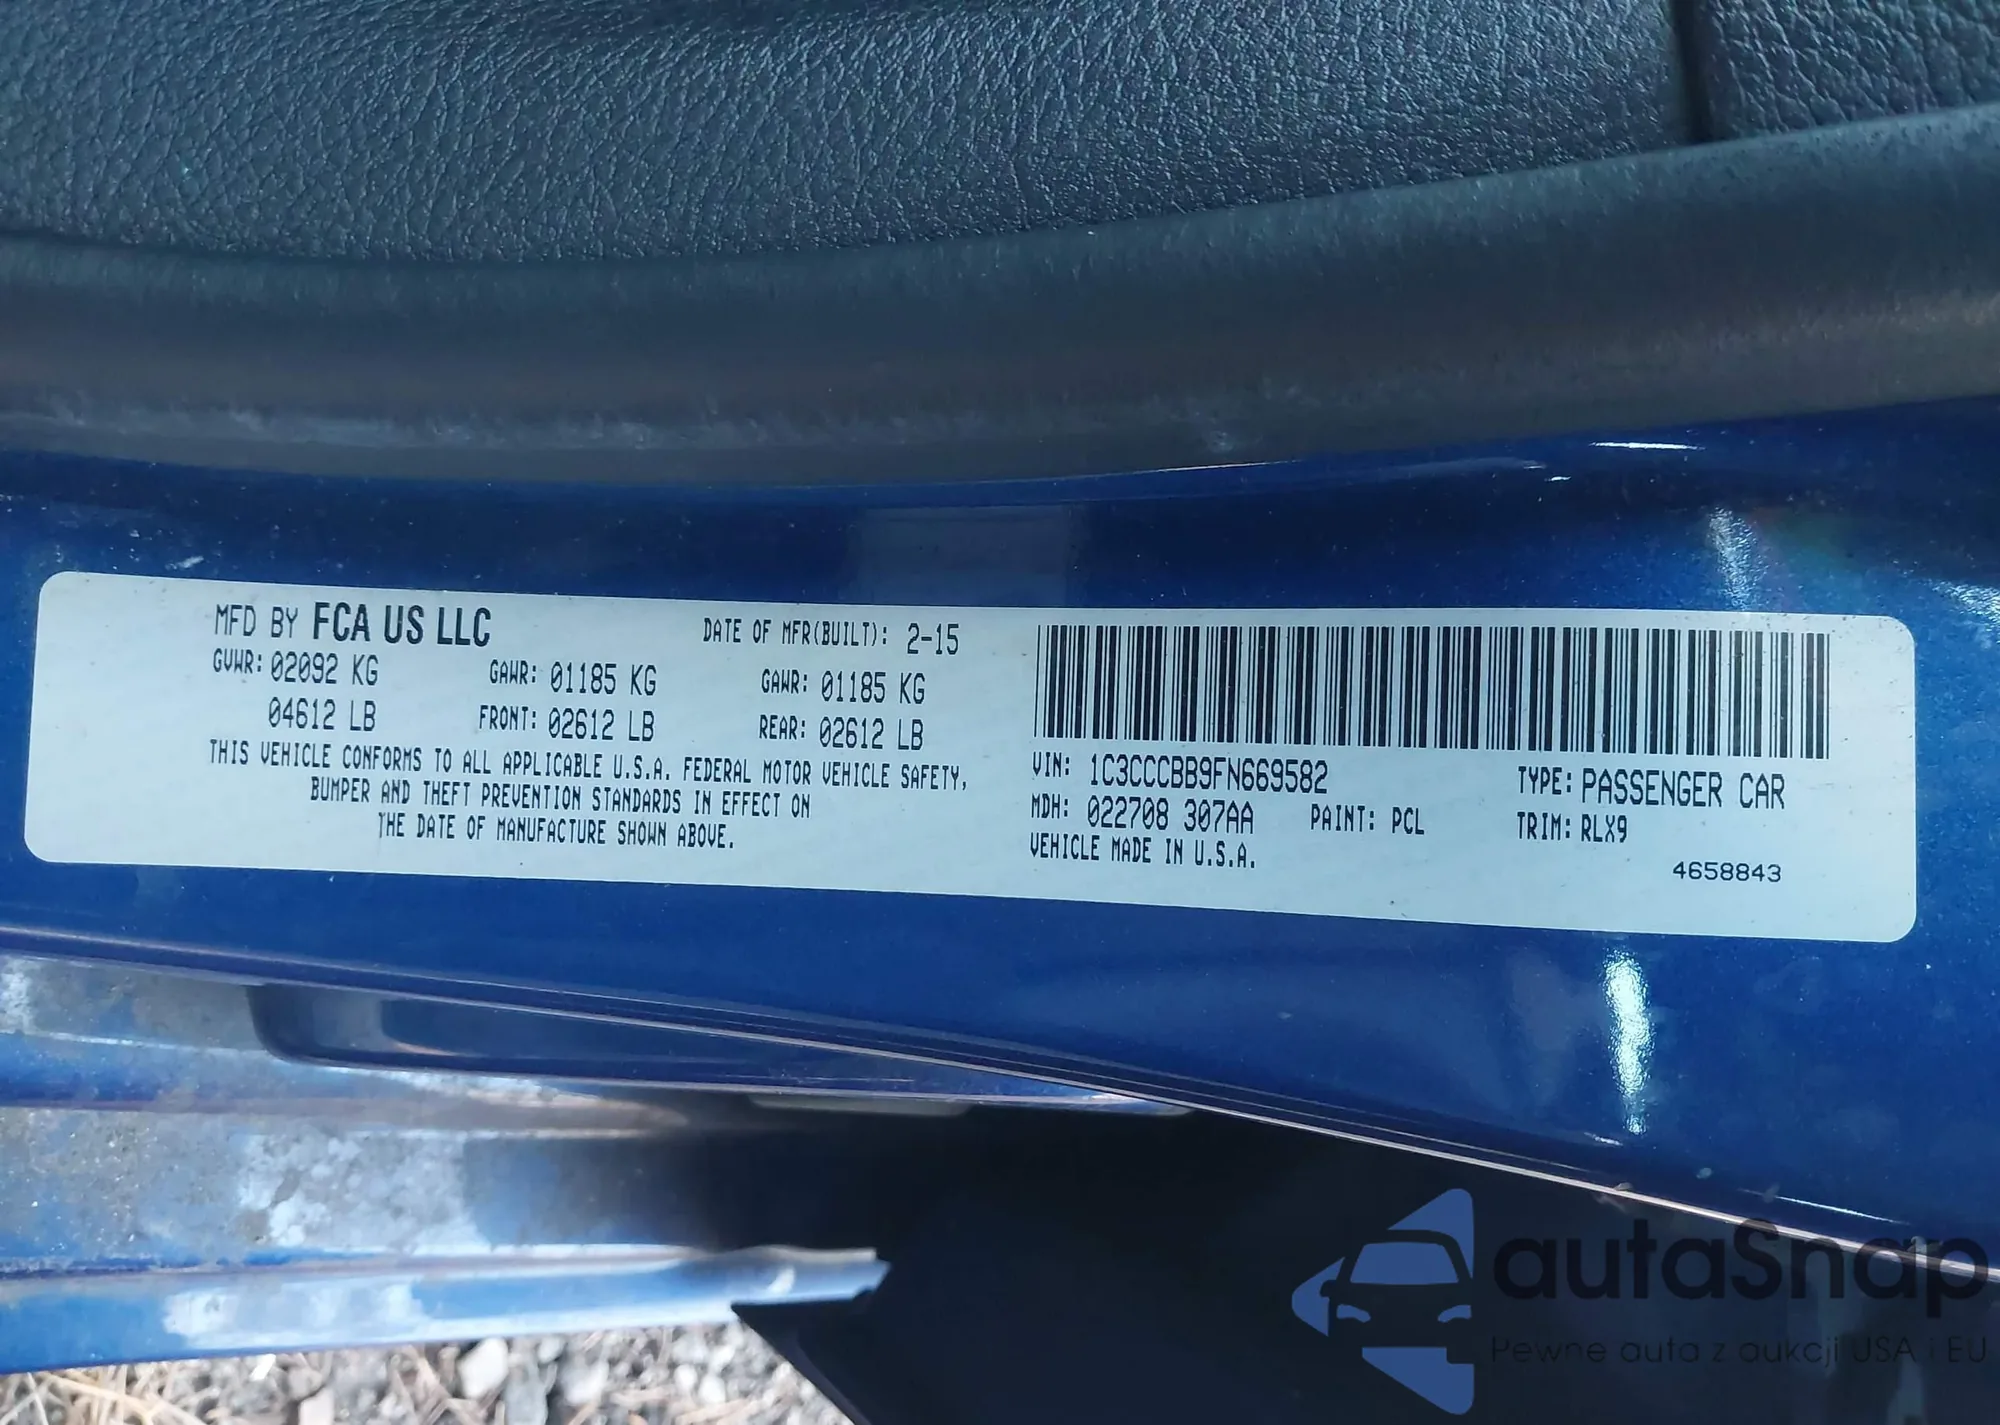 MFD BY FCA US LLC DATE OF MFR(BUILT): 2-15
GVWR: 02092 KG GAWR: 01185 KG GAWR: 01185 KG
04612 LB FRONT: 02612 LB REAR: 02612 LB
THIS VEHICLE CONFORMS TO ALL APPLICABLE U.S.A. FEDERAL MOTOR VEHICLE SAFETY,
BUMPER AND THEFT PREVENTION STANDARDS IN EFFECT ON
THE DATE OF MANUFACTURE SHOWN ABOVE.
VIN: 1C3CCCBB9FN669582 TYPE: PASSENGER CAR
MDH: 022708 307AA PAINT: PCL TRIM: RLX9
VEHICLE MADE IN U.S.A.
4658843
autaSnap
Pewne auta z aukcji USA i EU